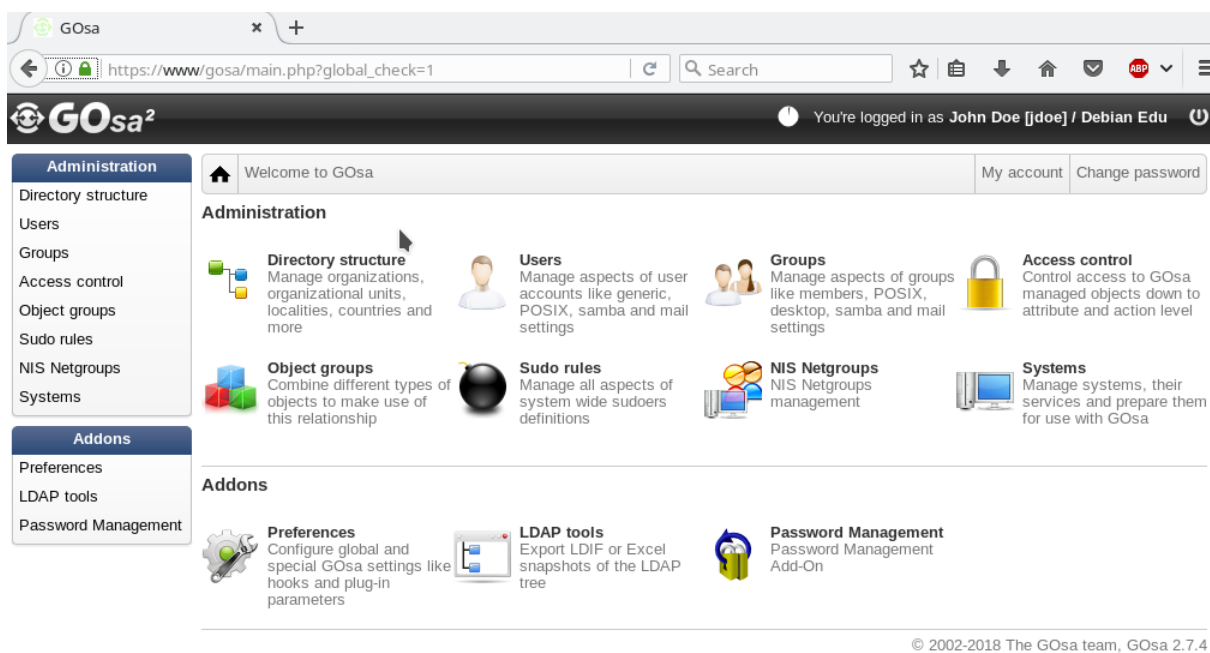 GOsa
https://www/gosa/main.php?global_check=1
Search
ABP
GOsa²
You're logged in as John Doe [jdoe] / Debian Edu
Administration
Directory structure
Users
Groups
Access control
Object groups
Sudo rules
NIS Netgroups
Systems
Addons
Preferences
LDAP tools
Password Management
Welcome to GOsa
My account
Change password
Administration
Directory structure
Manage organizations,
organizational units,
localities, countries and
more
Users
Manage aspects of user
accounts like generic,
POSIX, samba and mail
settings
Groups
Manage aspects of groups
like members, POSIX,
desktop, samba and mail
settings
Access control
Control access to GOsa
managed objects down to
attribute and action level
Object groups
Combine different types of
objects to make use of
this relationship
Sudo rules
Manage all aspects of
system wide sudoers
definitions
NIS Netgroups
NIS Netgroups
management
Systems
Manage systems, their
services and prepare them
for use with GOsa
Addons
Preferences
Configure global and
special GOsa settings like
hooks and plug-in
parameters
LDAP tools
Export LDIF or Excel
snapshots of the LDAP
tree
Password Management
Password Management
Add-On
© 2002-2018 The GOsa team, GOsa 2.7.4